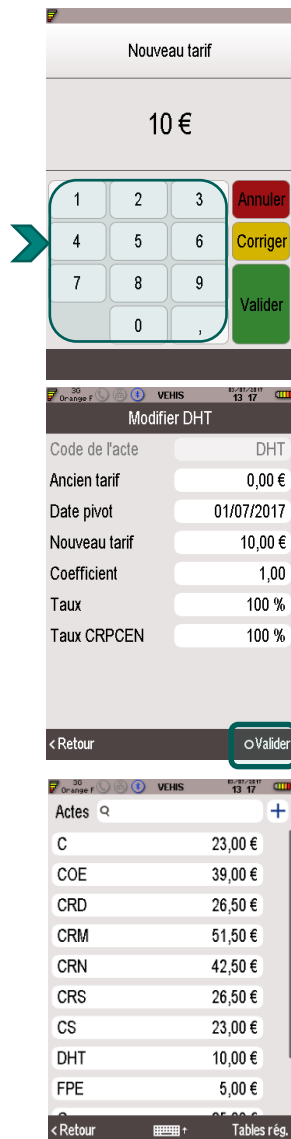 Nouveau tarif
10 €
1 2 3 Annuler
4 5 6 Corriger
7 8 9 Valider
0 ,
3G
Orange F VEHIS 13 17
Modifier DHT
Code de l'acte DHT
Ancien tarif 0,00 €
Date pivot 01/07/2017
Nouveau tarif 10,00 €
Coefficient 1,00
Taux 100 %
Taux CRPCEN 100 %
< Retour Valider
3G
Orange F VEHIS 13 17
Actes +
C 23,00 €
COE 39,00 €
CRD 26,50 €
CRM 51,50 €
CRN 42,50 €
CRS 26,50 €
CS 23,00 €
DHT 10,00 €
FPE 5,00 €
< Retour Tables rég.